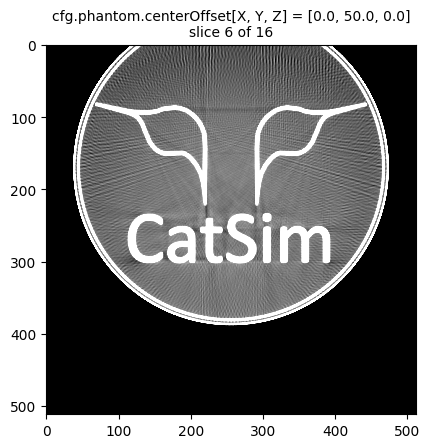 cfg.phantom.centerOffset[X, Y, Z] = [0.0, 50.0, 0.0]
slice 6 of 16
0
100
200
300
400
500
CatSim
0 100 200 300 400 500